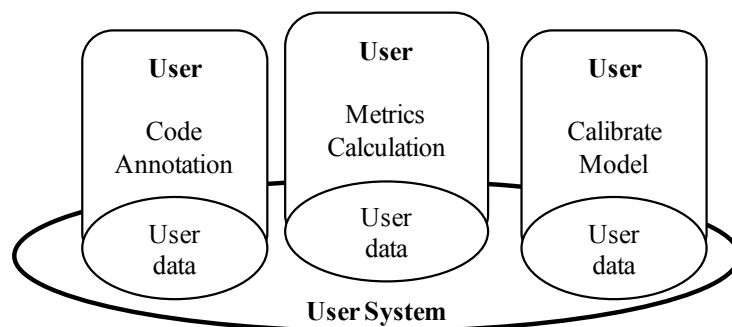 User
Code
Annotation
User
data
User
Metrics
Calculation
User
data
User
Calibrate
Model
User
data
User System